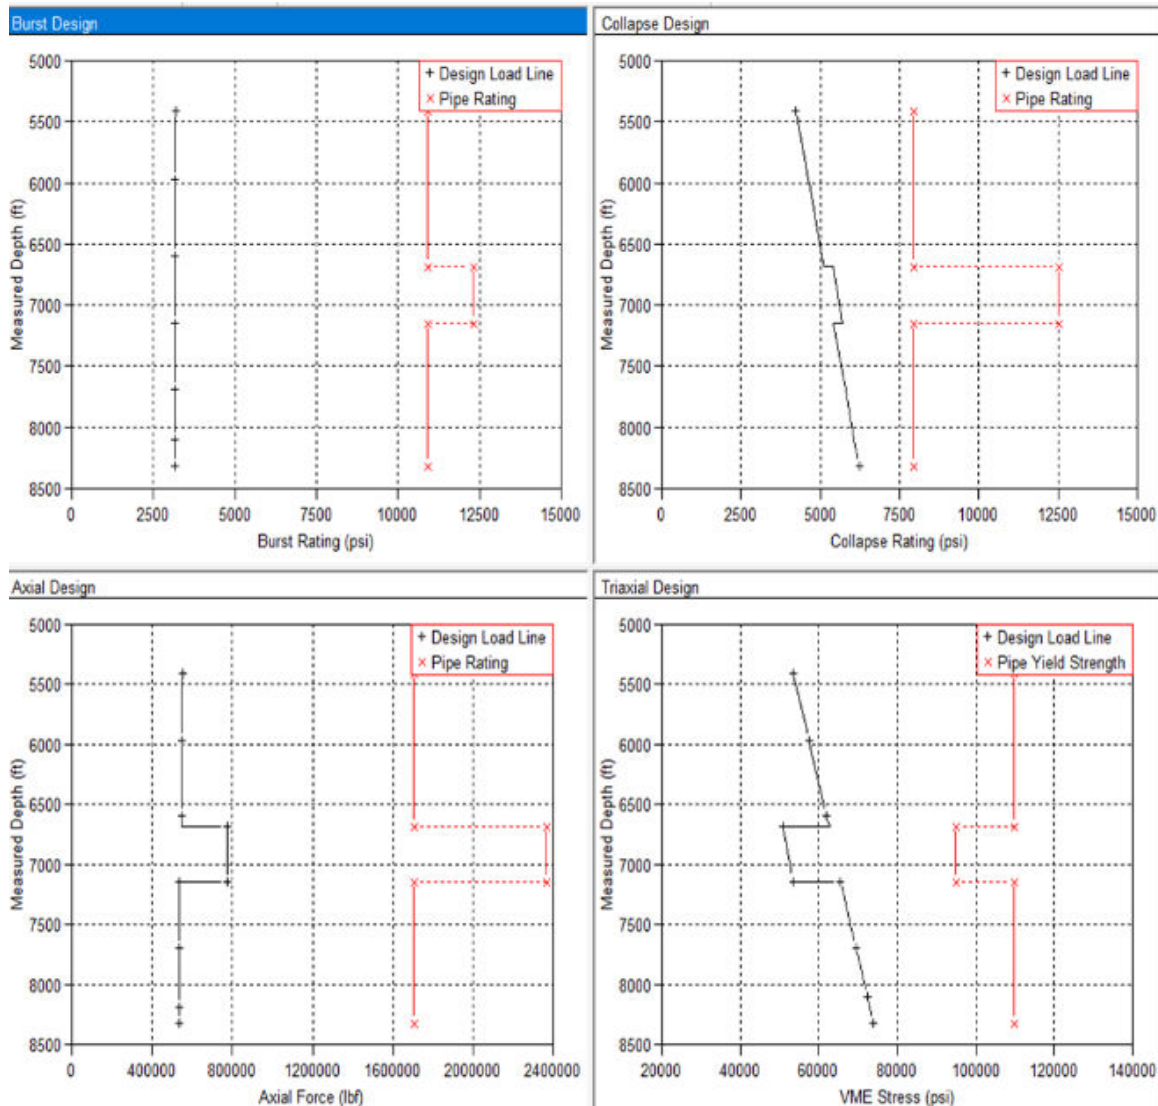 Burst Design
Design Load Line
Pipe Rating
5000
5500
6000
6500
7000
7500
8000
8500
Measured Depth (ft)
0 2500 5000 7500 10000 12500 15000
Burst Rating (psi)
Collapse Design
Design Load Line
Pipe Rating
5000
5500
6000
6500
7000
7500
8000
8500
Measured Depth (ft)
0 2500 5000 7500 10000 12500 15000
Collapse Rating (psi)
Axial Design
Design Load Line
Pipe Rating
5000
5500
6000
6500
7000
7500
8000
8500
Measured Depth (ft)
0 400000 800000 1200000 1600000 2000000 2400000
Axial Force (lbf)
Triaxial Design
Design Load Line
Pipe Yield Strength
5000
5500
6000
6500
7000
7500
8000
8500
Measured Depth (ft)
20000 40000 60000 80000 100000 120000 140000
VME Stress (psi)